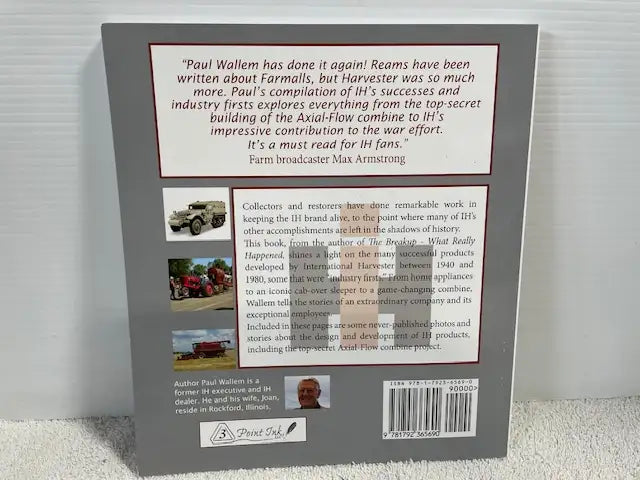 "Paul Wallem has done it again! Reams have been
written about Farmalls, but Harvester was so much
more. Paul's compilation of IH's successes and
industry firsts explores everything from the top-secret
building of the Axial-Flow combine to IH's
impressive contribution to the war effort.
It's a must read for IH fans."
Farm broadcaster Max Armstrong
Collectors and restorers have done remarkable work in
keeping the IH brand alive, to the point where many of IH's
other accomplishments are left in the shadows of history.
This book, from the author of The Breakup - What Really
Happened, shines a light on the many successful products
developed by International Harvester between 1940 and
1980, some that were "industry firsts." From home appliances
to an iconic cab-over sleeper to a game-changing combine,
Wallem tells the stories of an extraordinary company and its
exceptional employees.
Included in these pages are some never-published photos and
stories about the design and development of IH products,
including the top-secret Axial-Flow combine project.
Author Paul Wallem is a
former IH executive and IH
dealer. He and his wife, Joan,
reside in Rockford, Illinois.
3 Point Ink
ISBN 978-1-7923-6569-0
90000>
9 781792 365690